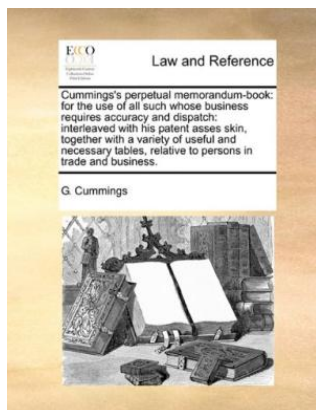 ECCO
Law and Reference
Cummings's perpetual memorandum-book:
for the use of all such whose business
requires accuracy and dispatch:
interleaved with his patent asses skin,
together with a variety of useful and
necessary tables, relative to persons in
trade and business.
G. Cummings